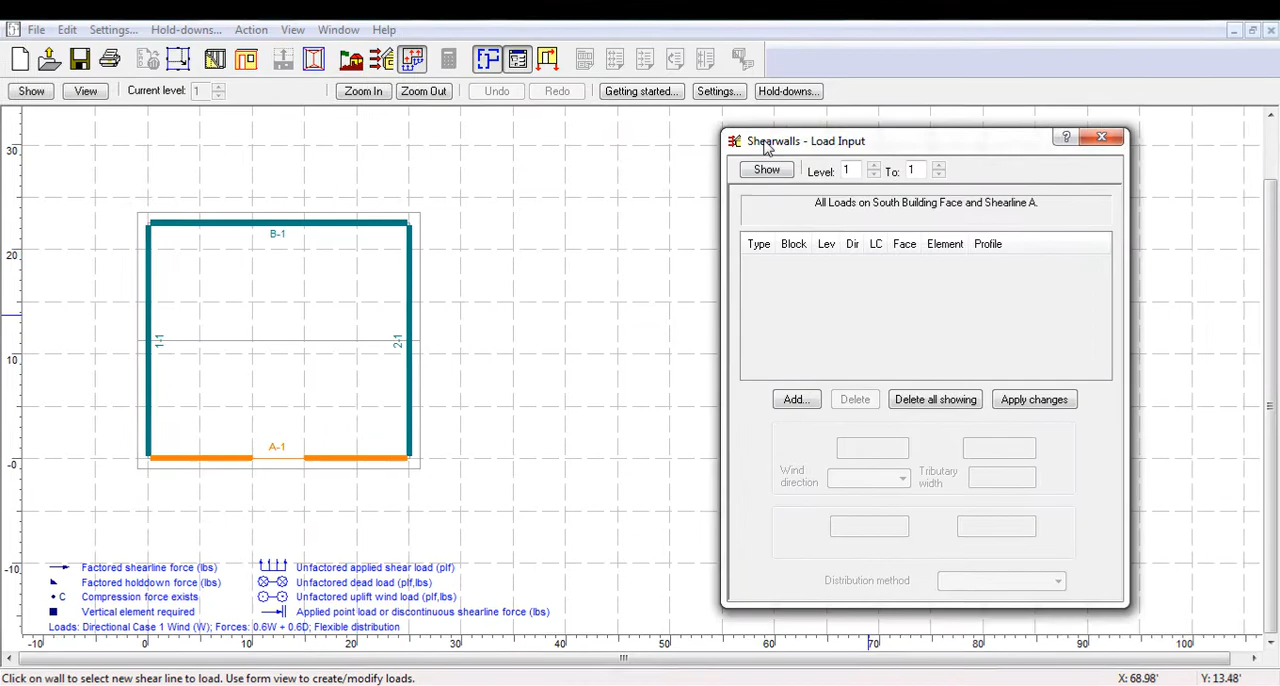 File Edit Settings... Hold-downs... Action View Window Help
Show View Current level: 1 Zoom In Zoom Out Undo Redo Getting started... Settings... Hold-downs...
Shearwalls - Load Input
Show Level: 1 To: 1
All Loads on South Building Face and Shearline A.
Type Block Lev Dir LC Face Element Profile
Add... Delete Delete all showing Apply changes
Wind direction
Tributary width
Distribution method
30
20
10
-0
-10
B-1
1-1
2-1
A-1
Factored shearline force (lbs)
Factored holddown force (lbs)
C Compression force exists
Vertical element required
Unfactored applied shear load (plf)
Unfactored dead load (plf,lbs)
Unfactored uplift wind load (plf,lbs)
Applied point load or discontinuous shearline force (lbs)
Loads: Directional Case 1 Wind (W); Forces: 0.6W + 0.6D; Flexible distribution
-10 0 10 20 30 40 50 60 70 80 90 100
Click on wall to select new shear line to load. Use form view to create/modify loads. X: 68.98' Y: 13.48'